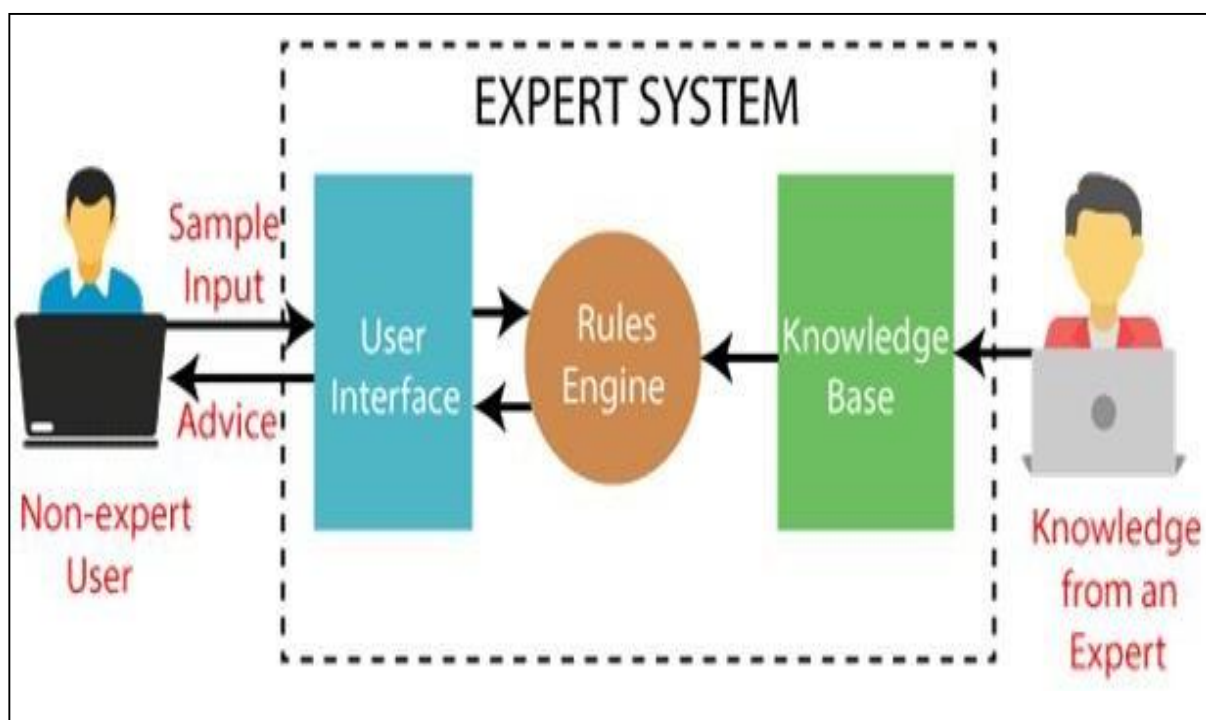 EXPERT SYSTEM
Sample
Input
Advice
Non-expert
User
User
Interface
Rules
Engine
Knowledge
Base
Knowledge
from an
Expert